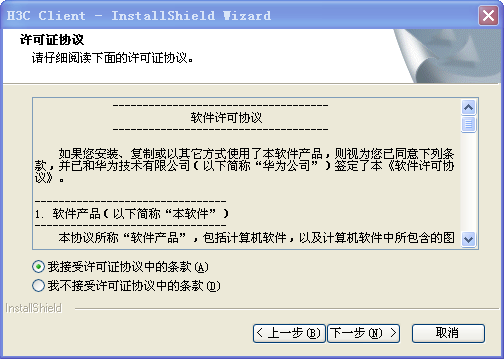 H3C Client - InstallShield Wizard
许可证协议
请仔细阅读下面的许可证协议。
------------------------------------
软件许可协议
------------------------------------
如果您安装、复制或以其它方式使用了本软件产品，则视为您已同意下列条
款，并已和华为技术有限公司（以下简称“华为公司”）签定了本《软件许可协
议》。
--------------------------------
1. 软件产品（以下简称“本软件”）
--------------------------------
本协议所称“软件产品”，包括计算机软件，以及计算机软件中所包含的图
我接受许可证协议中的条款(A)
我不接受许可证协议中的条款(D)
InstallShield
< 上一步(B) 下一步(N) > 取消